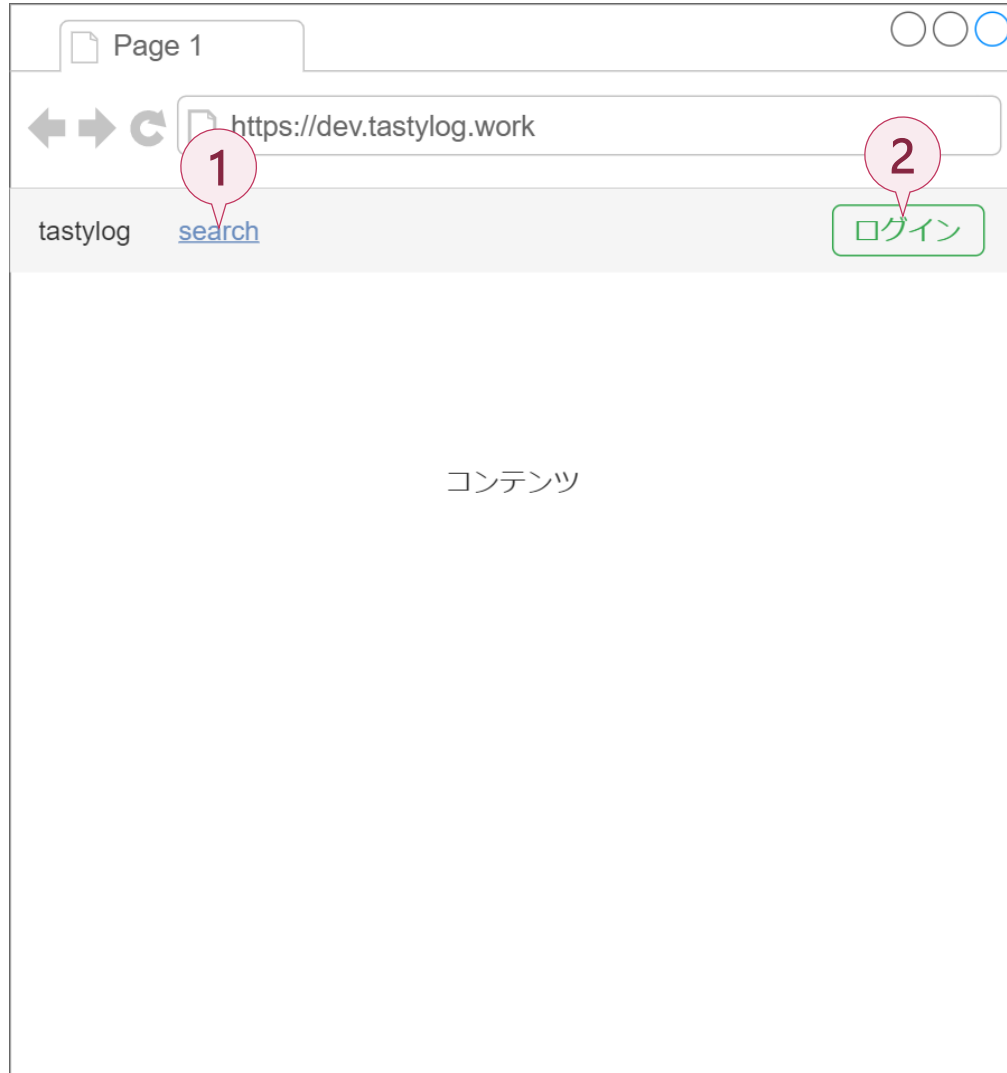 Page 1
https://dev.tastylog.work
1
2
tastylog search ログイン
コンテンツ